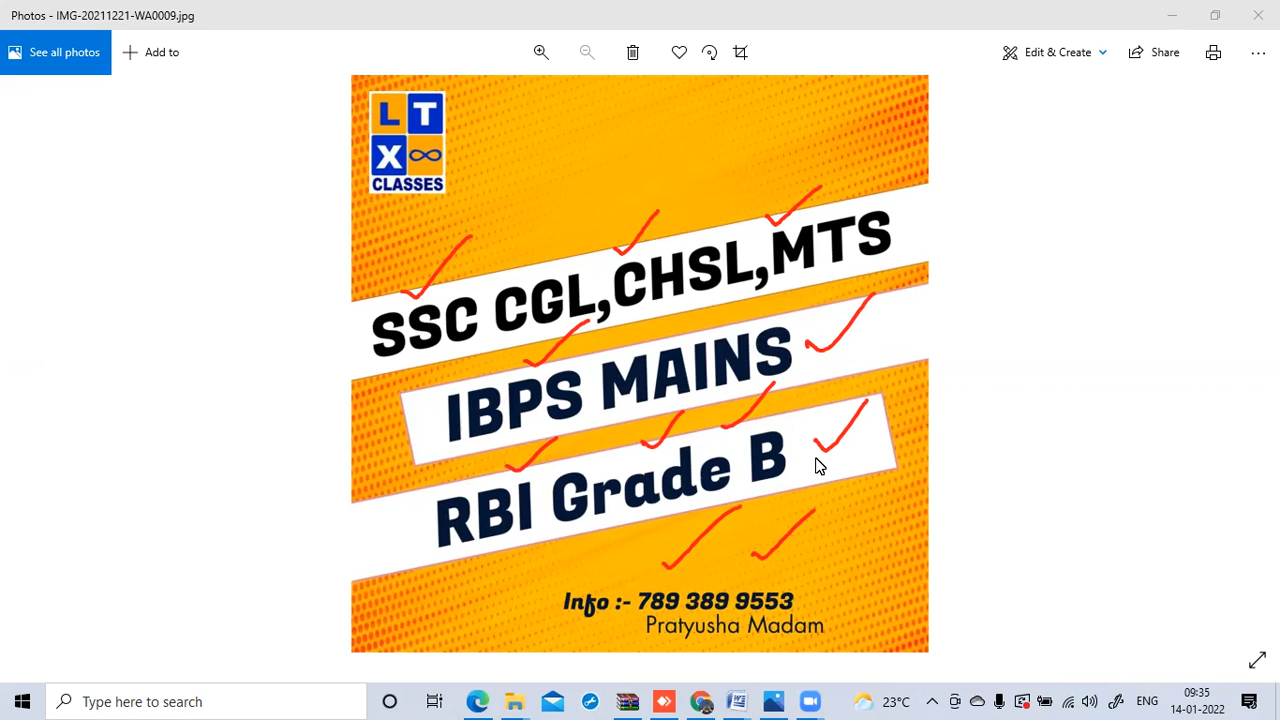 Photos - IMG-20211221-WA0009.jpg
See all photos
Add to
Edit & Create
Share
L T
X ∞
CLASSES
SSC CGL,CHSL,MTS
IBPS MAINS
RBI Grade B
Info :- 789 389 9553
Pratyusha Madam
Type here to search
23°C
ENG
09:35
14-01-2022